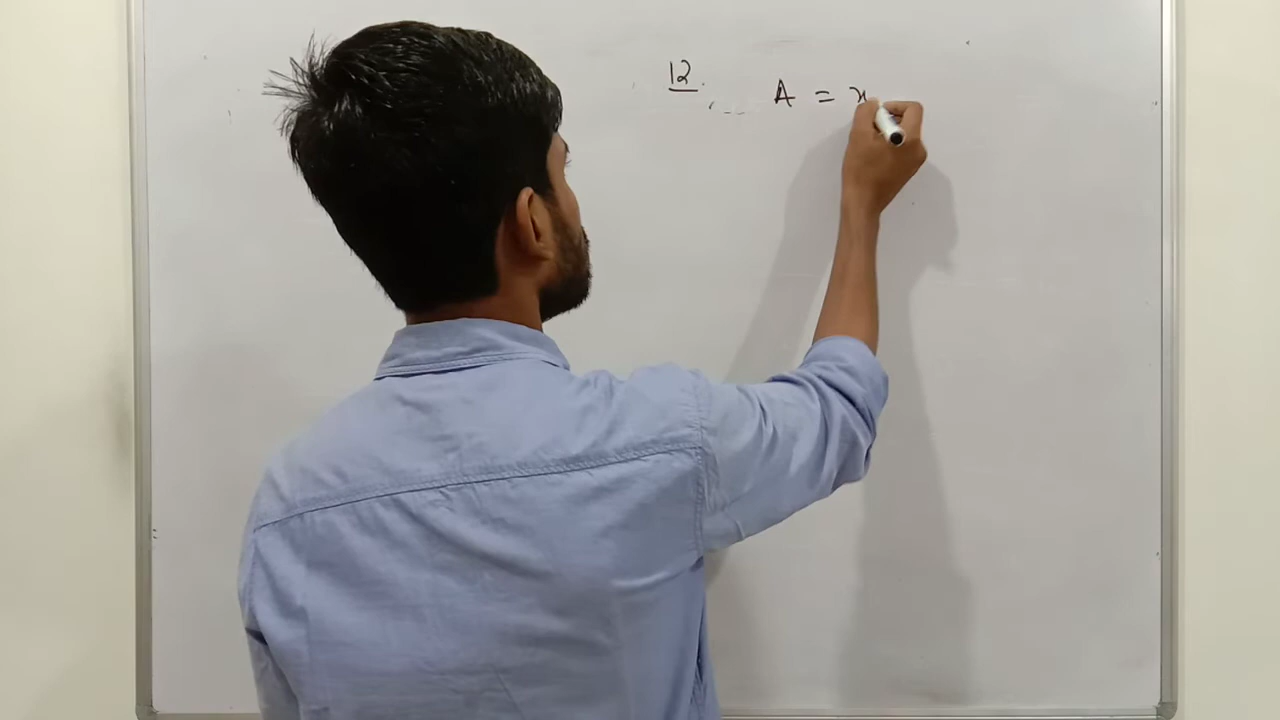 12.
A = x